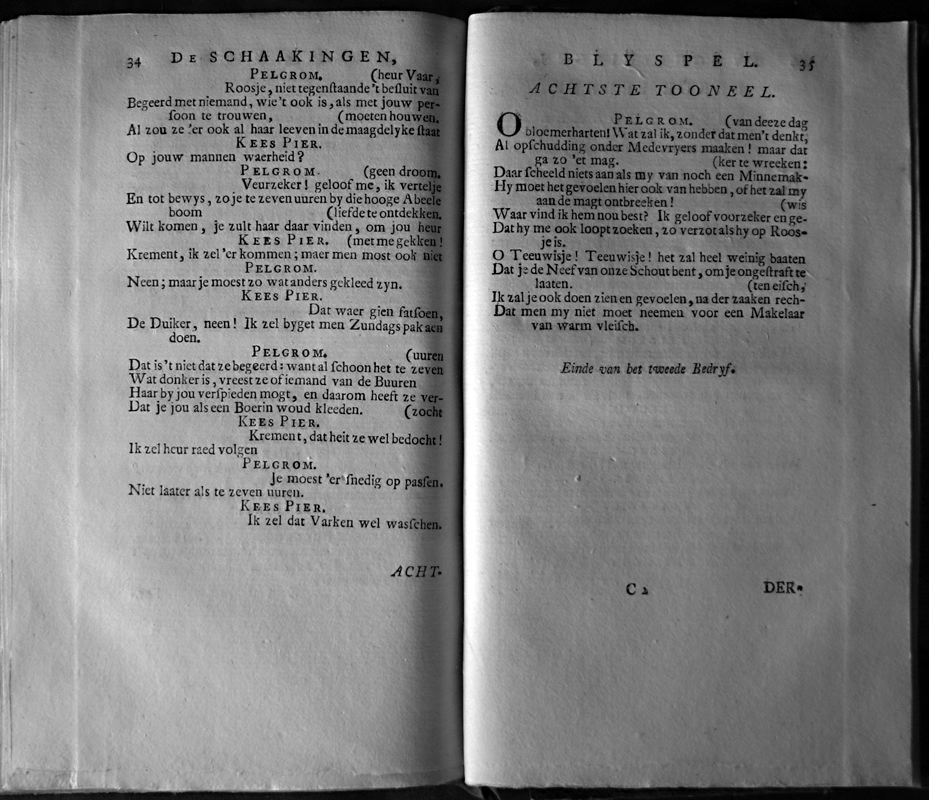 34 DE SCHAAKINGEN,
PELGROM. (heur Vaar,
Roosje, niet tegenſtaande 't beſluit van
Begeerd met niemand, wie 't ook is, als met jouw per-
ſoon te trouwen, (moeten houwen.
Al zou ze 'er ook al haar leeven in de maagdelyke ſtaat
KEES PIER.
Op jouw mannen waerheid?
PELGROM. (geen droom.
Veurzeker! geloof me, ik vertelje
En tot bewys, zo je te zeven uuren by die hooge Abeele
boom (liefde te ontdekken.
Wilt komen, je zult haar daar vinden, om jou heur
KEES PIER. (met me gekken!
Krement, ik zel 'er kommen; maer men most ook niet
PELGROM.
Neen; maar je moest zo wat anders gekleed zyn.
KEES PIER.
Dat waer gien fatſoen,
De Duiker, neen! Ik zel byget men Zundags pak aen
doen.
PELGROM. (uuren
Dat is 't niet dat ze begeerd: want al ſchoon het te zeven
Wat donker is, vreest ze of iemand van de Buuren
Haar by jou verſpieden mogt, en daarom heeft ze ver-
Dat je jou als een Boerin woud kleeden. (zocht
KEES PIER.
Krement, dat heit ze wel bedocht!
Ik zel heur raed volgen
PELGROM.
Je moest 'er ſnedig op pasſen.
Niet laater als te zeven uuren.
KEES PIER.
Ik zel dat Varken wel wasſchen.
ACHT-
BLYSPEL. 35
ACHTSTE TOONEEL.
PELGROM. (van deeze dag
O bloemerharten! Wat zal ik, zonder dat men 't denkt,
Al opſchudding onder Medevryers maaken! maar dat
ga zo 'et mag. (ker te wreeken:
Daar ſcheeld niets aan als my van noch een Minnemak-
Hy moet het gevoelen hier ook van hebben, of het zal my
aan de magt ontbreeken! (wis
Waar vind ik hem nou best? Ik geloof voorzeker en ge-
Dat hy me ook loopt zoeken, zo verzot als hy op Roos-
je is.
O Teeuwisje! Teeuwisje! het zal heel weinig baaten
Dat je de Neef van onze Schout bent, om je ongeſtraft te
laaten. (ten eiſch,
Ik zal je ook doen zien en gevoelen, na der zaaken rech-
Dat men my niet moet neemen voor een Makelaar
van warm vleiſch.
Einde van het tweede Bedryf.
C 2 DER-